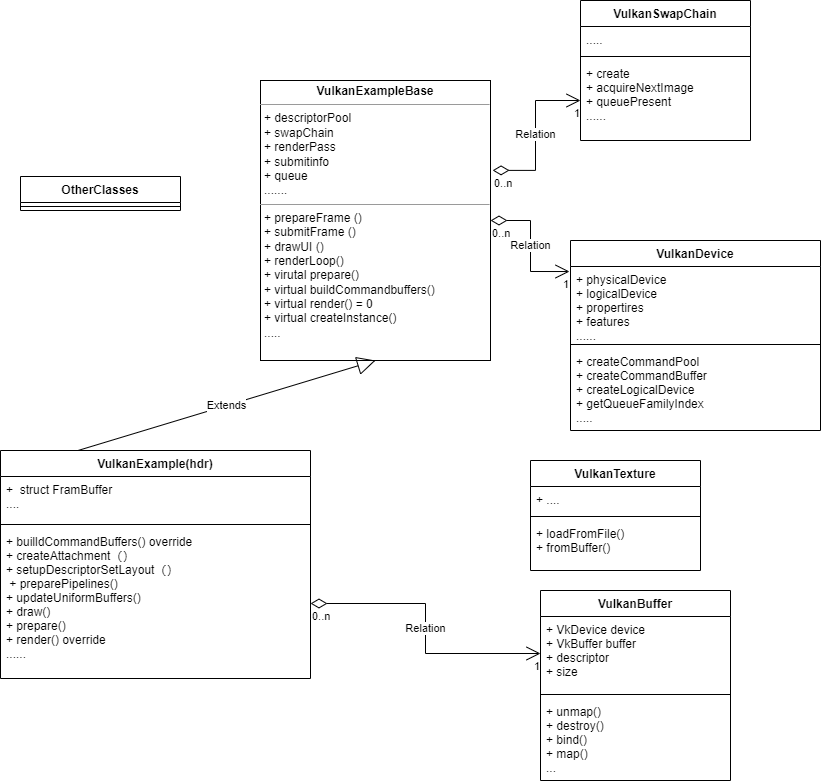 VulkanSwapChain
.....
+ create
+ acquireNextImage
+ queuePresent
......
VulkanExampleBase
+ descriptorPool
+ swapChain
+ renderPass
+ submitinfo
+ queue
.......
+ prepareFrame ()
+ submitFrame ()
+ drawUI ()
+ renderLoop()
+ virutal prepare()
+ virtual buildCommandbuffers()
+ virtual render() = 0
+ virtual createInstance()
.....
Relation
0..n
1
OtherClasses
0..n
Relation
1
VulkanDevice
+ physicalDevice
+ logicalDevice
+ propertires
+ features
......
+ createCommandPool
+ createCommandBuffer
+ createLogicalDevice
+ getQueueFamilyIndex
.....
Extends
VulkanExample(hdr)
+ struct FramBuffer
....
+ builldCommandBuffers() override
+ createAttachment ()
+ setupDescriptorSetLayout ()
+ preparePipelines()
+ updateUniformBuffers()
+ draw()
+ prepare()
+ render() override
......
VulkanTexture
+ ....
+ loadFromFile()
+ fromBuffer()
0..n
Relation
1
VulkanBuffer
+ VkDevice device
+ VkBuffer buffer
+ descriptor
+ size
+ unmap()
+ destroy()
+ bind()
+ map()
...